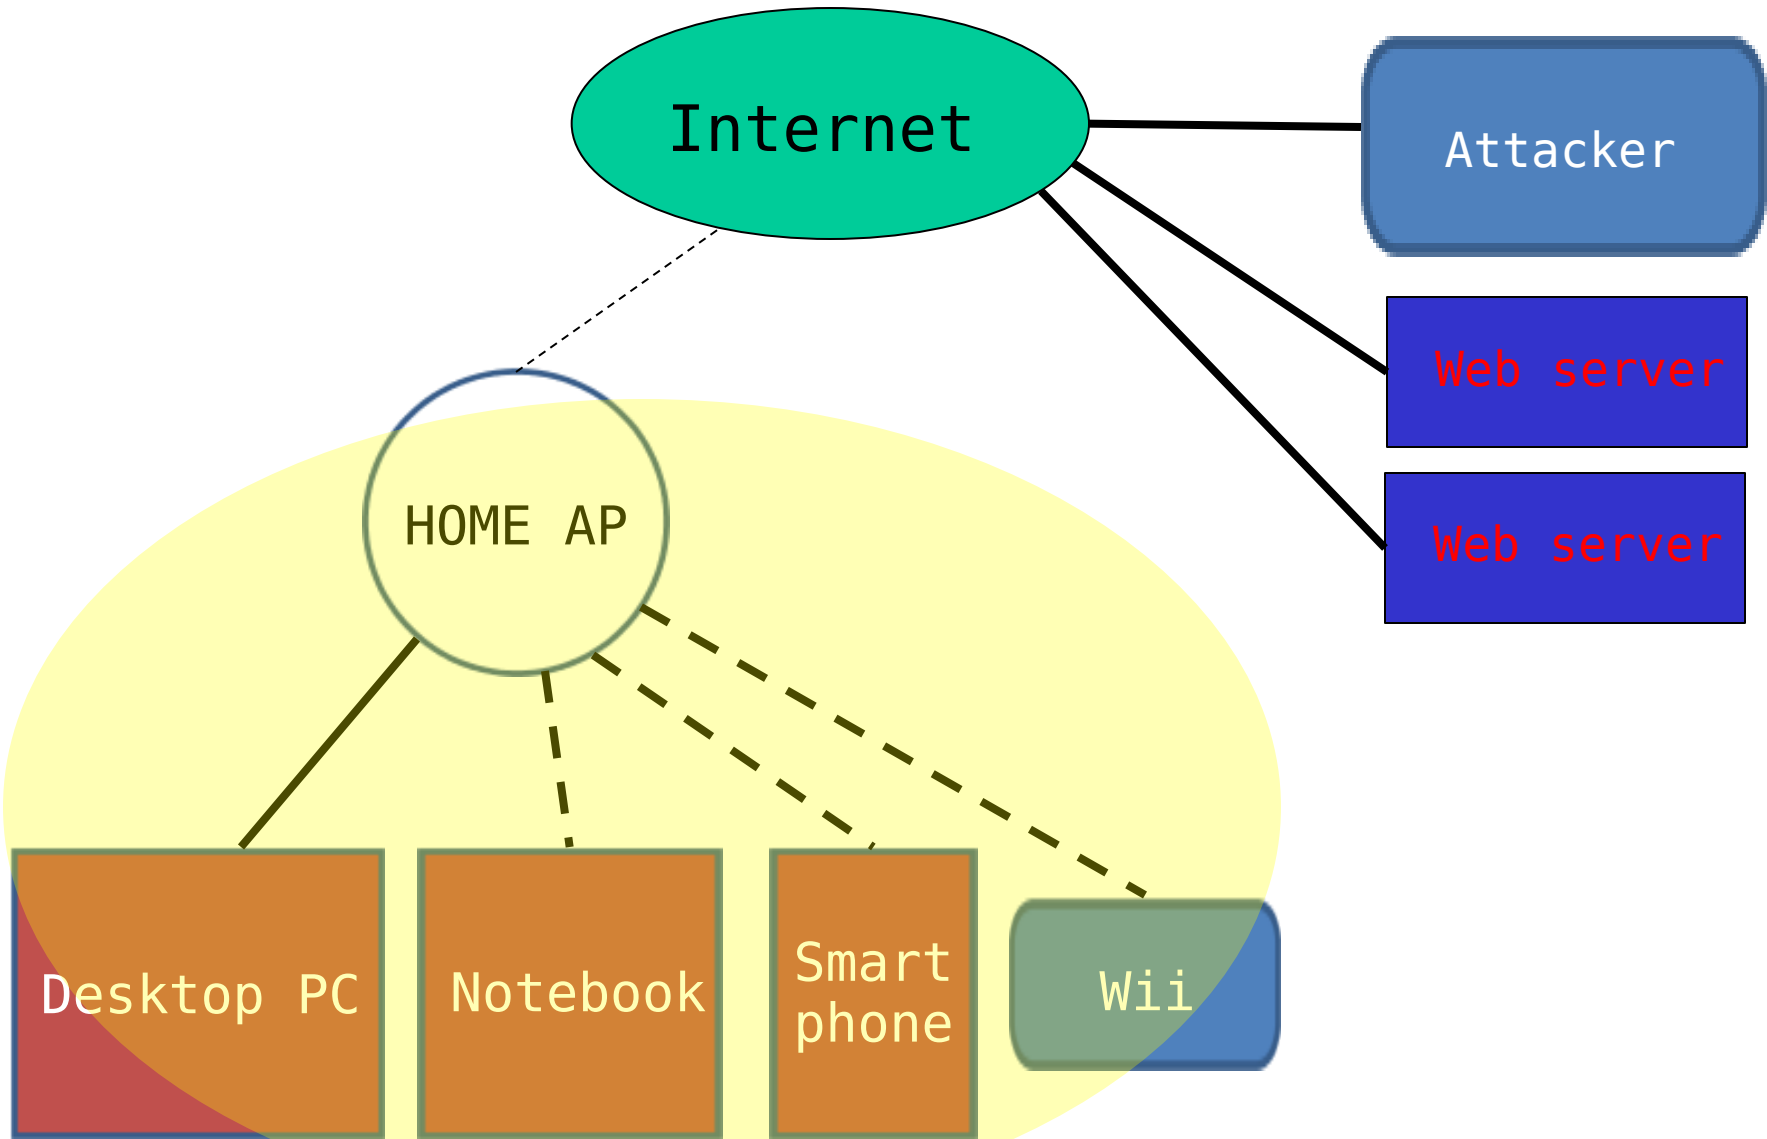 Internet
Attacker
Web server
Web server
HOME AP
Desktop PC
Notebook
Smart
phone
Wii